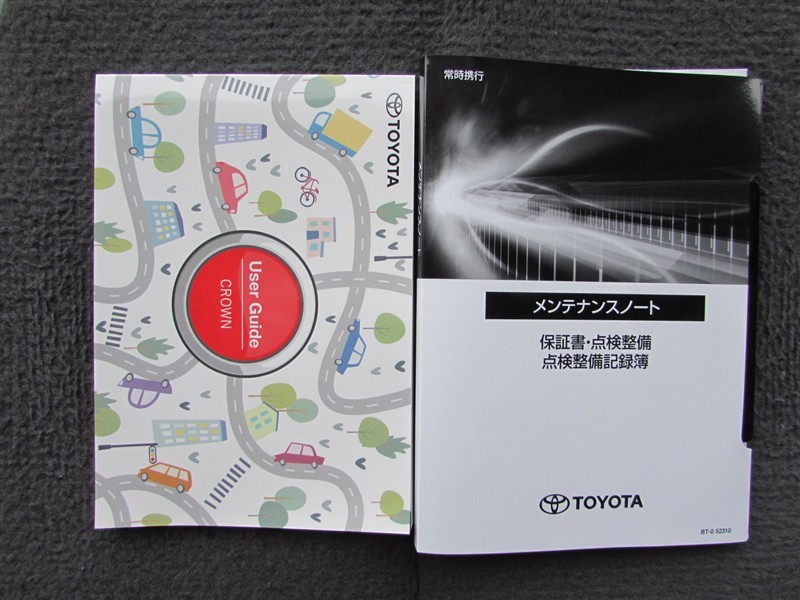 TOYOTA
User Guide
CROWN
常時携行
メンテナンスノート
保証書・点検整備
点検整備記録簿
TOYOTA
BT-0 52310